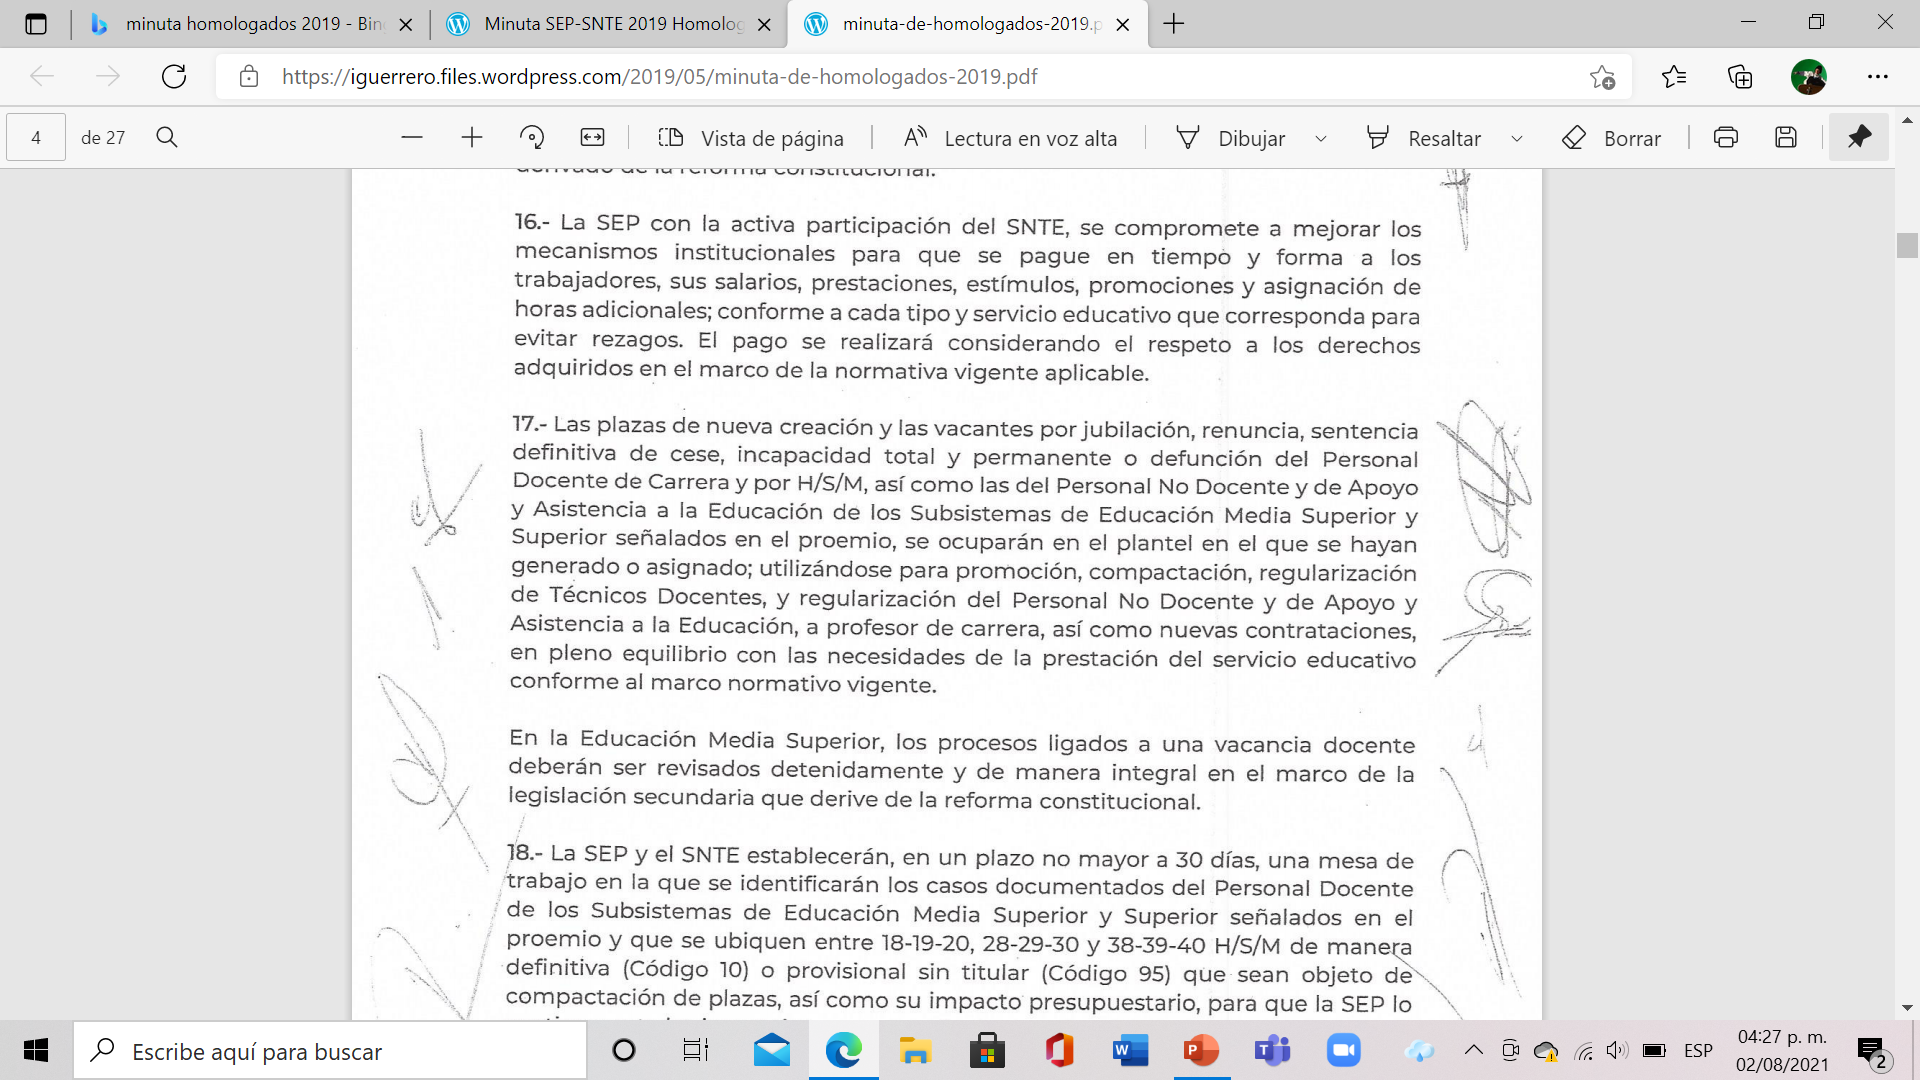 minuta homologados 2019 - Bin
Minuta SEP-SNTE 2019 Homolog
minuta-de-homologados-2019.p
https://iguerrero.files.wordpress.com/2019/05/minuta-de-homologados-2019.pdf
4 de 27
Vista de página
Lectura en voz alta
Dibujar
Resaltar
Borrar
derivado de la reforma constitucional.
16.- La SEP con la activa participación del SNTE, se compromete a mejorar los
mecanismos institucionales para que se pague en tiempo y forma a los
trabajadores, sus salarios, prestaciones, estímulos, promociones y asignación de
horas adicionales; conforme a cada tipo y servicio educativo que corresponda para
evitar rezagos. El pago se realizará considerando el respeto a los derechos
adquiridos en el marco de la normativa vigente aplicable.
17.- Las plazas de nueva creación y las vacantes por jubilación, renuncia, sentencia
definitiva de cese, incapacidad total y permanente o defunción del Personal
Docente de Carrera y por H/S/M, así como las del Personal No Docente y de Apoyo
y Asistencia a la Educación de los Subsistemas de Educación Media Superior y
Superior señalados en el proemio, se ocuparán en el plantel en el que se hayan
generado o asignado; utilizándose para promoción, compactación, regularización
de Técnicos Docentes, y regularización del Personal No Docente y de Apoyo y
Asistencia a la Educación, a profesor de carrera, así como nuevas contrataciones,
en pleno equilibrio con las necesidades de la prestación del servicio educativo
conforme al marco normativo vigente.
En la Educación Media Superior, los procesos ligados a una vacancia docente
deberán ser revisados detenidamente y de manera integral en el marco de la
legislación secundaria que derive de la reforma constitucional.
18.- La SEP y el SNTE establecerán, en un plazo no mayor a 30 días, una mesa de
trabajo en la que se identificarán los casos documentados del Personal Docente
de los Subsistemas de Educación Media Superior y Superior señalados en el
proemio y que se ubiquen entre 18-19-20, 28-29-30 y 38-39-40 H/S/M de manera
definitiva (Código 10) o provisional sin titular (Código 95) que sean objeto de
compactación de plazas, así como su impacto presupuestario, para que la SEP lo
Escribe aquí para buscar
ESP
04:27 p. m.
02/08/2021
2